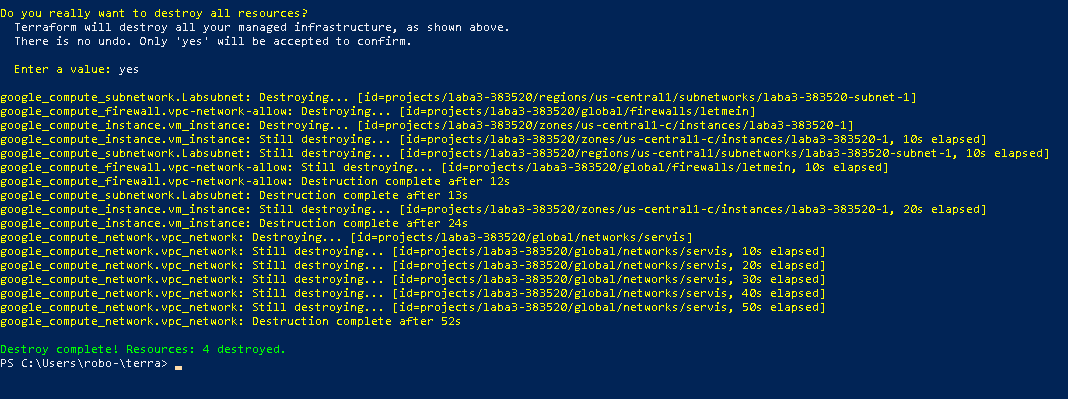 Do you really want to destroy all resources?
  Terraform will destroy all your managed infrastructure, as shown above.
  There is no undo. Only 'yes' will be accepted to confirm.
  Enter a value: yes
google_compute_subnetwork.Labsubnet: Destroying... [id=projects/laba3-383520/regions/us-central1/subnetworks/laba3-383520-subnet-1]
google_compute_firewall.vpc-network-allow: Destroying... [id=projects/laba3-383520/global/firewalls/letmein]
google_compute_instance.vm_instance: Destroying... [id=projects/laba3-383520/zones/us-central1-c/instances/laba3-383520-1]
google_compute_instance.vm_instance: Still destroying... [id=projects/laba3-383520/zones/us-central1-c/instances/laba3-383520-1, 10s elapsed]
google_compute_subnetwork.Labsubnet: Still destroying... [id=projects/laba3-383520/regions/us-central1/subnetworks/laba3-383520-subnet-1, 10s elapsed]
google_compute_firewall.vpc-network-allow: Still destroying... [id=projects/laba3-383520/global/firewalls/letmein, 10s elapsed]
google_compute_firewall.vpc-network-allow: Destruction complete after 12s
google_compute_subnetwork.Labsubnet: Destruction complete after 13s
google_compute_instance.vm_instance: Still destroying... [id=projects/laba3-383520/zones/us-central1-c/instances/laba3-383520-1, 20s elapsed]
google_compute_instance.vm_instance: Destruction complete after 24s
google_compute_network.vpc_network: Destroying... [id=projects/laba3-383520/global/networks/servis]
google_compute_network.vpc_network: Still destroying... [id=projects/laba3-383520/global/networks/servis, 10s elapsed]
google_compute_network.vpc_network: Still destroying... [id=projects/laba3-383520/global/networks/servis, 20s elapsed]
google_compute_network.vpc_network: Still destroying... [id=projects/laba3-383520/global/networks/servis, 30s elapsed]
google_compute_network.vpc_network: Still destroying... [id=projects/laba3-383520/global/networks/servis, 40s elapsed]
google_compute_network.vpc_network: Still destroying... [id=projects/laba3-383520/global/networks/servis, 50s elapsed]
google_compute_network.vpc_network: Destruction complete after 52s
Destroy complete! Resources: 4 destroyed.
PS C:\Users\robo-\terra>